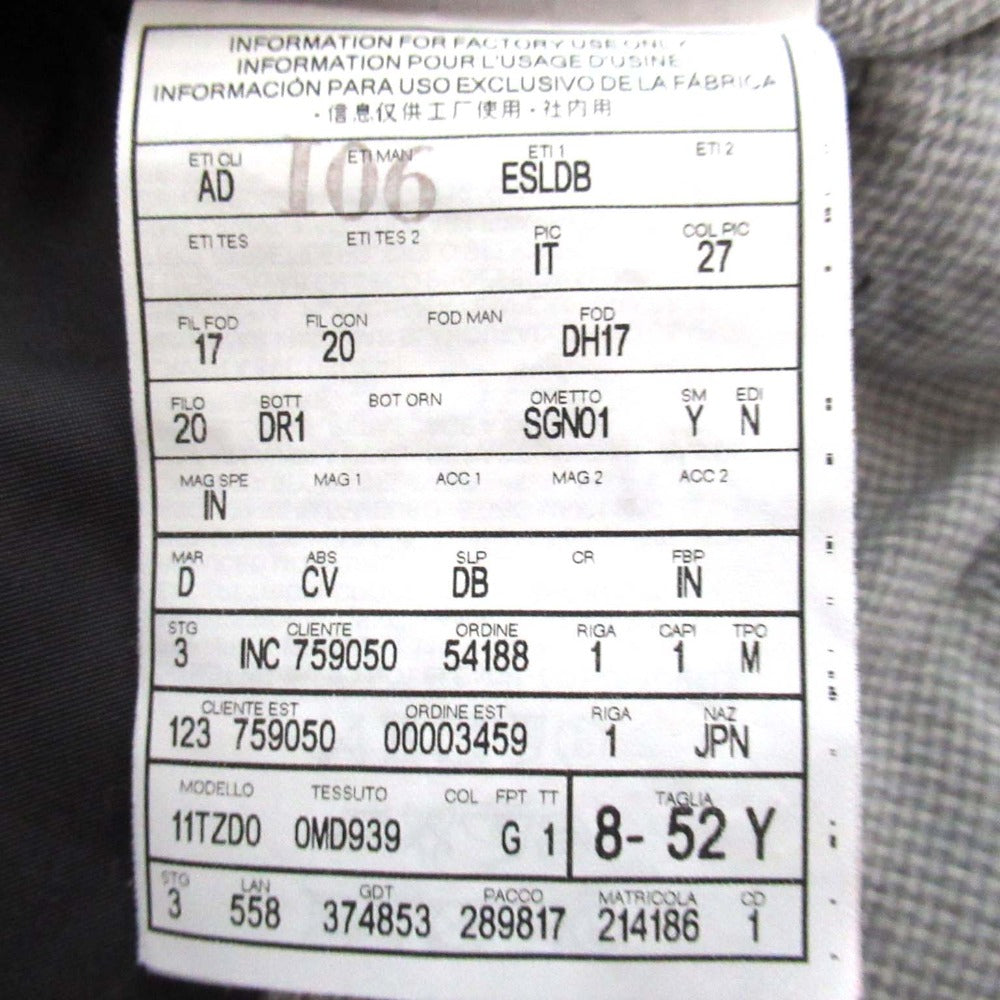 INFORMATION FOR FACTORY USE ONLY
INFORMATION POUR L'USAGE D'USINE
INFORMACIÓN PARA USO EXCLUSIVO DE LA FÁBRICA
· 信息仅供工厂使用 · 社内用
ETI CLI ETI MAN ETI 1 ETI 2
AD 106 ESLDB
ETI TES ETI TES 2 PIC COL PIC
IT 27
FIL FOD FIL CON FOD MAN FOD
17 20 DH17
FILO BOTT BOT ORN OMETTO SM EDI
20 DR1 SGN01 Y N
MAG SPE MAG 1 ACC 1 MAG 2 ACC 2
IN
MAR ABS SLP CR FBP
D CV DB IN
STG CLIENTE ORDINE RIGA CAPI TPO
3 INC 759050 54188 1 1 M
CLIENTE EST ORDINE EST RIGA NAZ
123 759050 00003459 1 JPN
MODELLO TESSUTO COL FPT TT TAGLIA
11TZD0 0MD939 G 1 8- 52 Y
STG LAN GDT PACCO MATRICOLA CD
3 558 374853 289817 214186 1